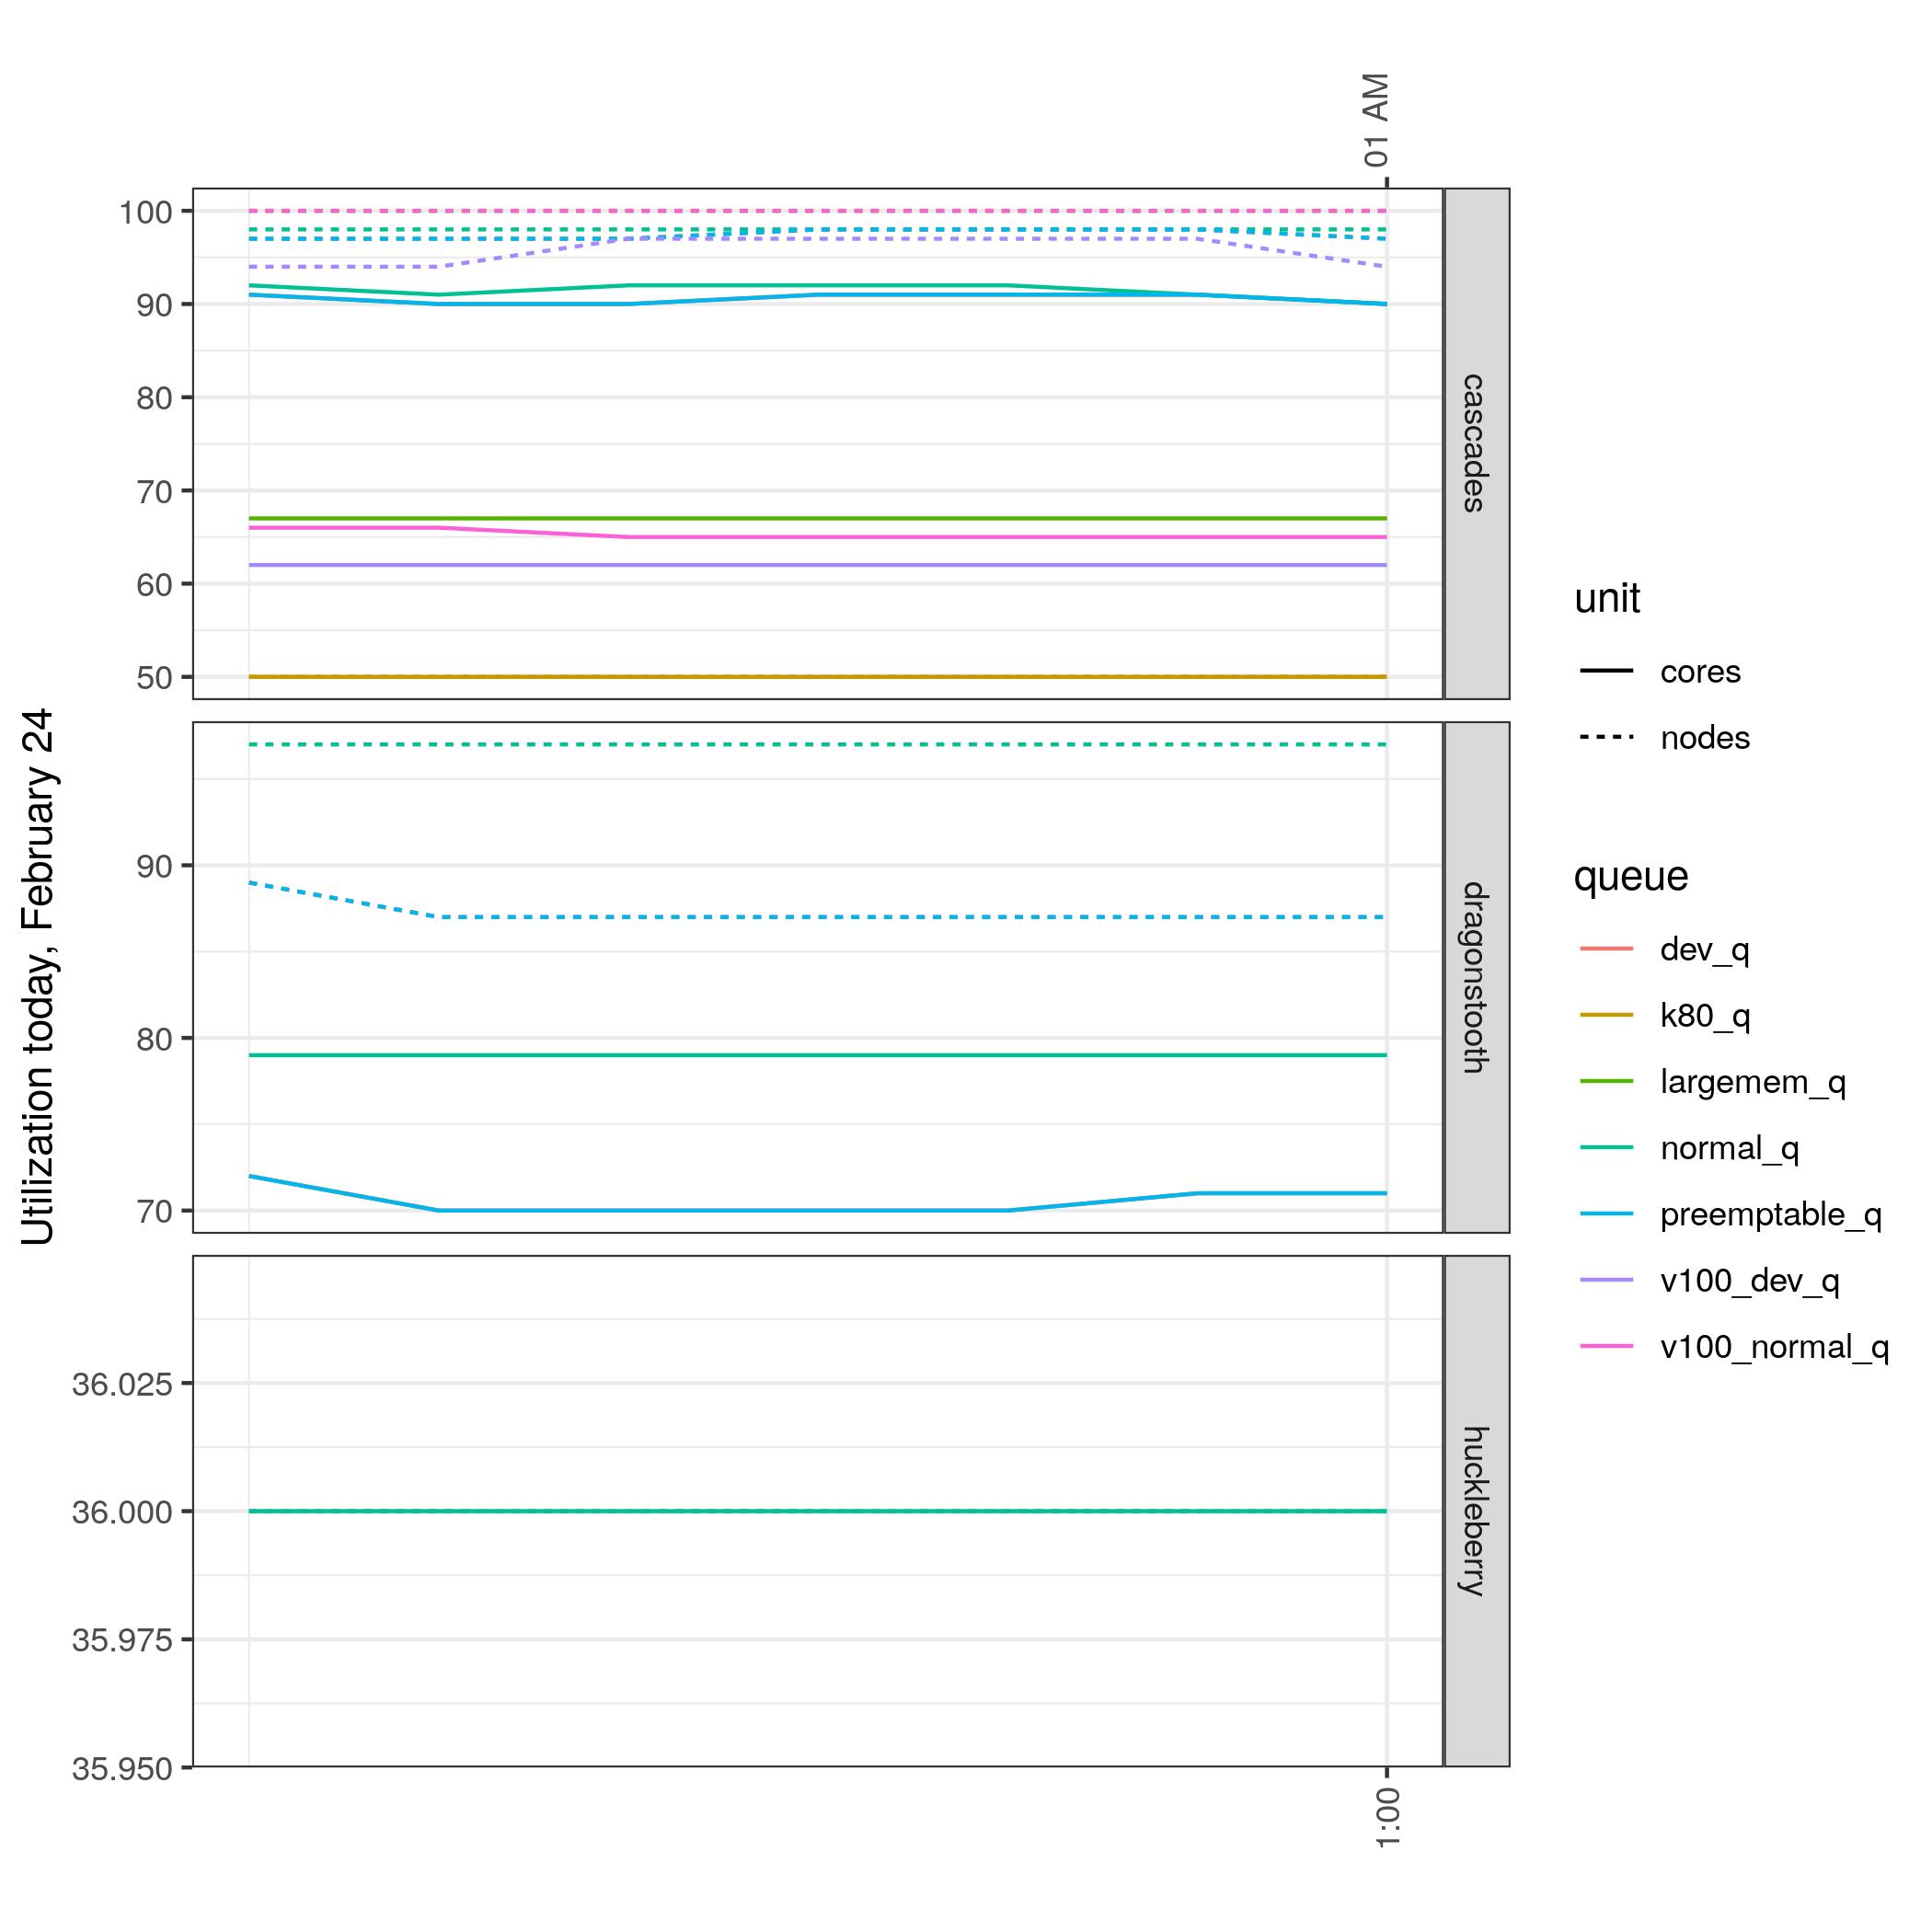 01 AM
100
90
80
70
60
50
cascades
90
80
70
dragonstooth
36.025
36.000
35.975
35.950
huckleberry
1:00
Utilization today, February 24
unit
cores
nodes
queue
dev_q
k80_q
largemem_q
normal_q
preemptable_q
v100_dev_q
v100_normal_q